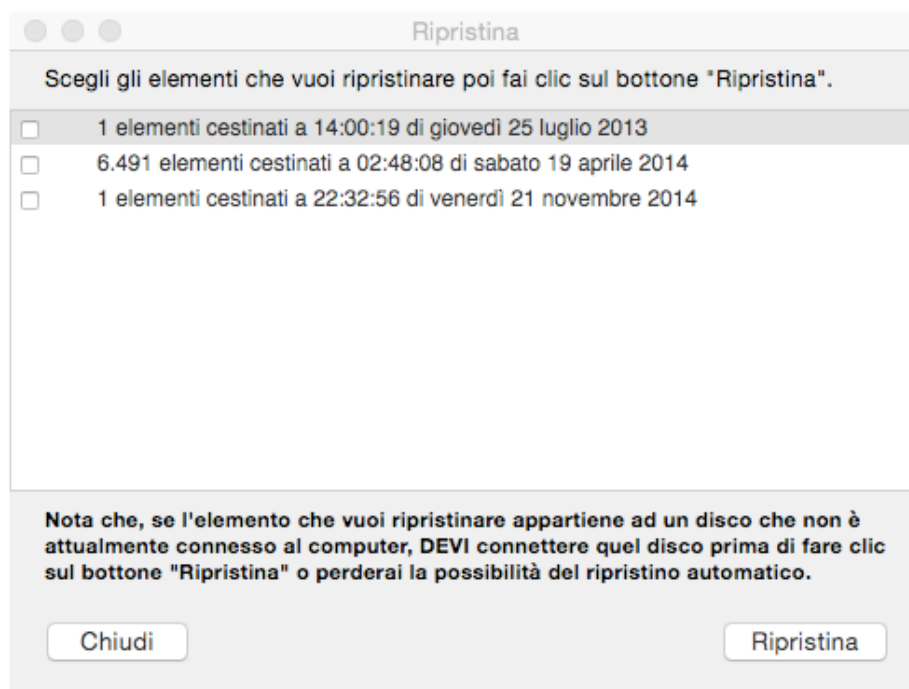 Ripristina
Scegli gli elementi che vuoi ripristinare poi fai clic sul bottone "Ripristina".
1 elementi cestinati a 14:00:19 di giovedì 25 luglio 2013
6.491 elementi cestinati a 02:48:08 di sabato 19 aprile 2014
1 elementi cestinati a 22:32:56 di venerdì 21 novembre 2014
Nota che, se l'elemento che vuoi ripristinare appartiene ad un disco che non è
attualmente connesso al computer, DEVI connettere quel disco prima di fare clic
sul bottone "Ripristina" o perderai la possibilità del ripristino automatico.
Chiudi
Ripristina